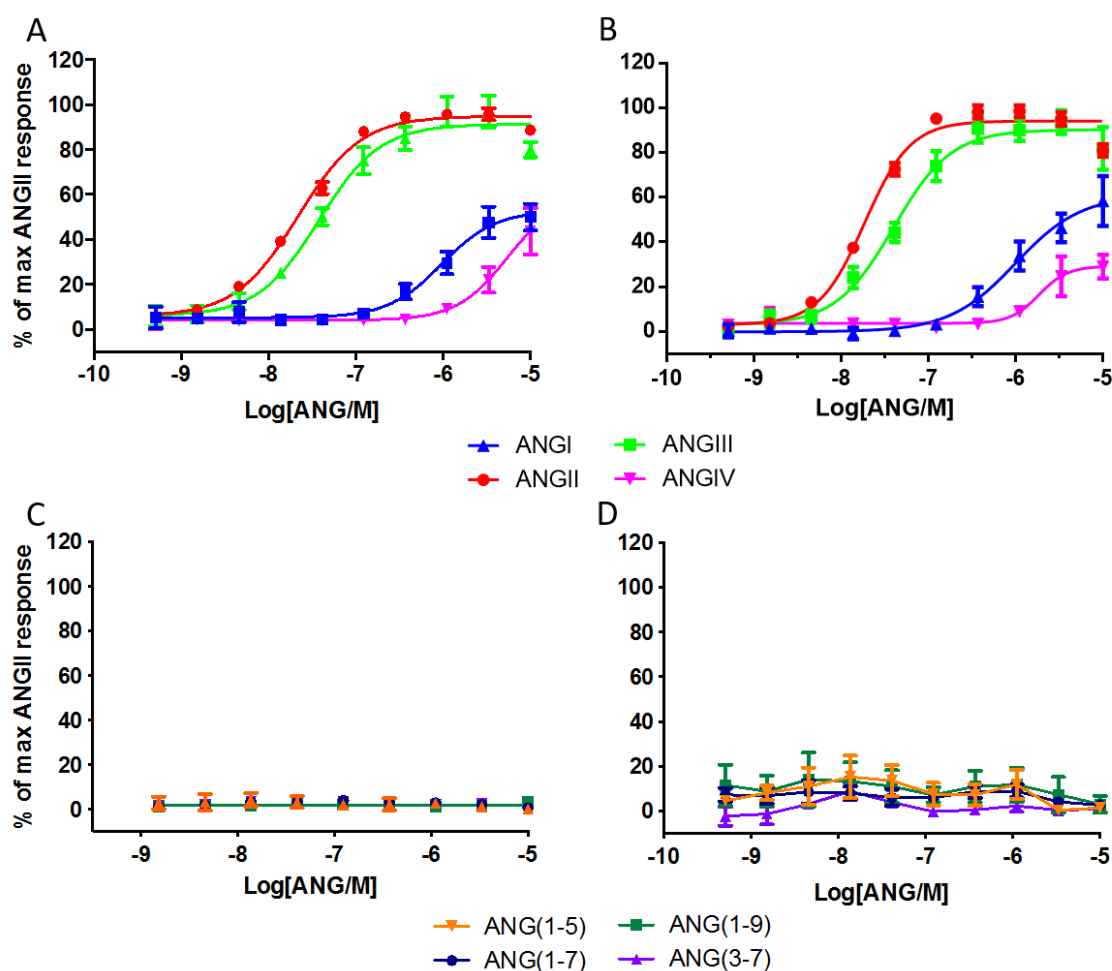 A
B
% of max ANGII response
120
100
80
60
40
20
0
-10 -9 -8 -7 -6 -5
Log[ANG/M]
120
100
80
60
40
20
0
-10 -9 -8 -7 -6 -5
Log[ANG/M]
ANGI ANGIII
ANGII ANGIV
C
D
% of max ANGII response
120
100
80
60
40
20
0
-9 -8 -7 -6 -5
Log[ANG/M]
120
100
80
60
40
20
0
-10 -9 -8 -7 -6 -5
Log[ANG/M]
ANG(1-5) ANG(1-9)
ANG(1-7) ANG(3-7)